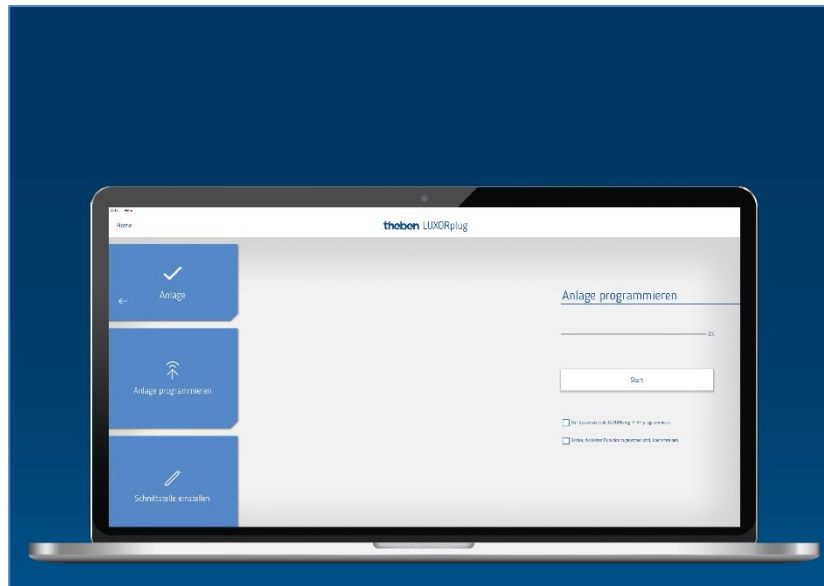 Home
theben LUXORplug
Anlage
Anlage programmieren
Schnittstelle einstellen
Anlage programmieren
Start